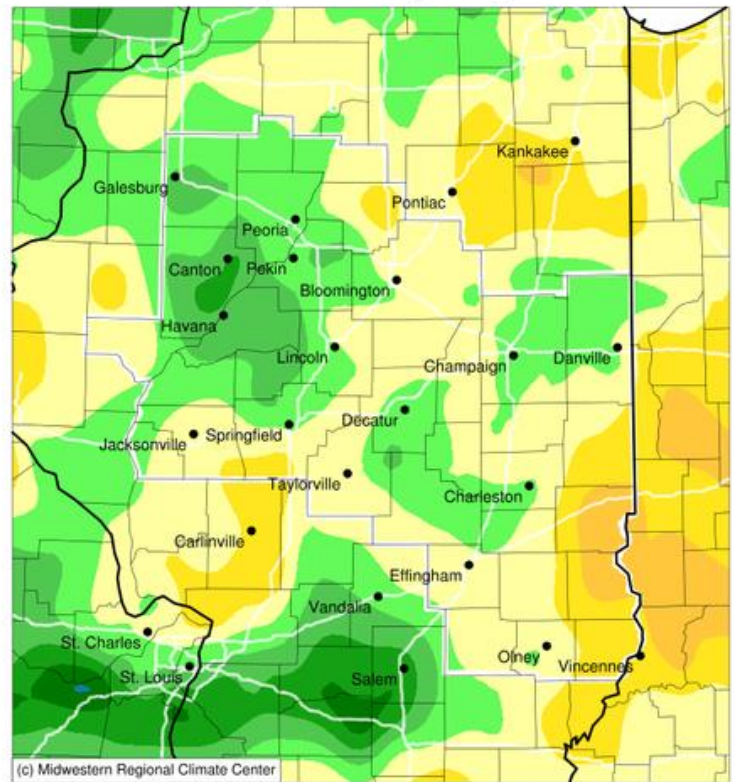 Kankakee
Galesburg
Pontiac
Peoria
Canton
Pekin
Bloomington
Havana
Lincoln
Champaign
Danville
Decatur
Jacksonville
Springfield
Taylorville
Charleston
Carlinville
Effingham
Vandalia
St. Charles
Olney
Vincennes
St. Louis
Salem
(c) Midwestern Regional Climate Center